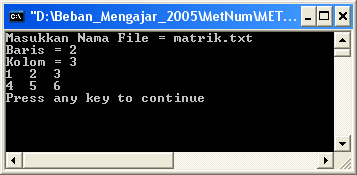 "D:\Beban_Mengajar_2005\MetNum\MET...
Masukkan Nama File = matrik.txt
Baris = 2
Kolom = 3
1 2 3
4 5 6
Press any key to continue